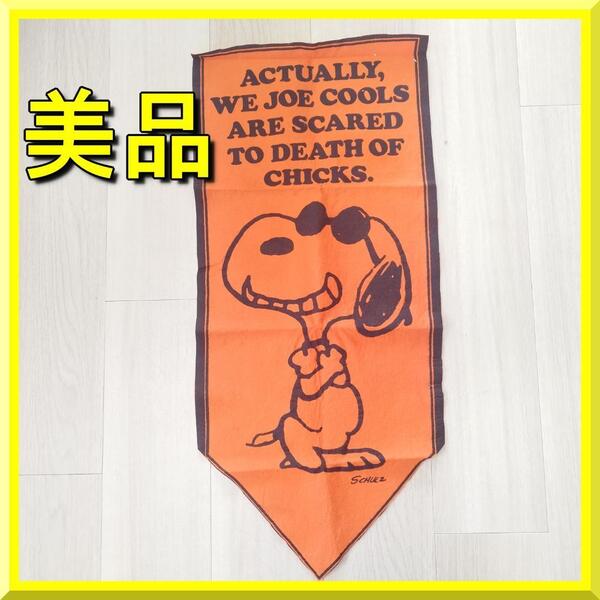 美品
ACTUALLY,
WE JOE COOLS
ARE SCARED
TO DEATH OF
CHICKS.
SCHULZ